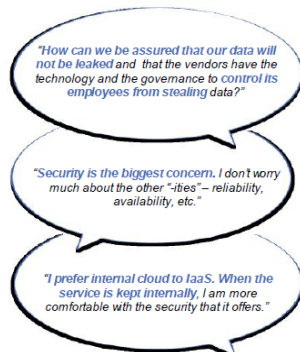 "How can we be assured that our data will
not be leaked and that the vendors have the
technology and the governance to control its
employees from stealing data?"
"Security is the biggest concern. I don't worry
much about the other "-ities" – reliability,
availability, etc."
"I prefer internal cloud to IaaS. When the
service is kept internally, I am more
comfortable with the security that it offers."